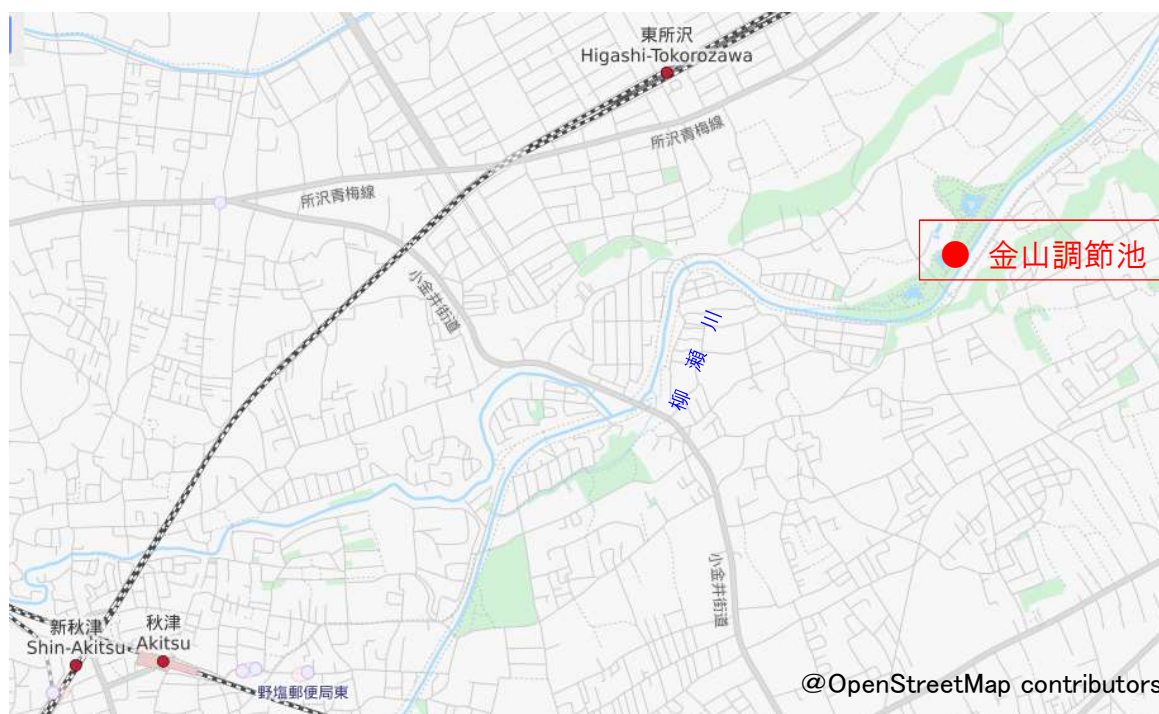 東所沢
Higashi-Tokorozawa
所沢青梅線
所沢青梅線
金山調節池
小金井街道
柳瀬川
小金井街道
新秋津
Shin-Akitsu
秋津
Akitsu
野塩郵便局東
@OpenStreetMap contributors